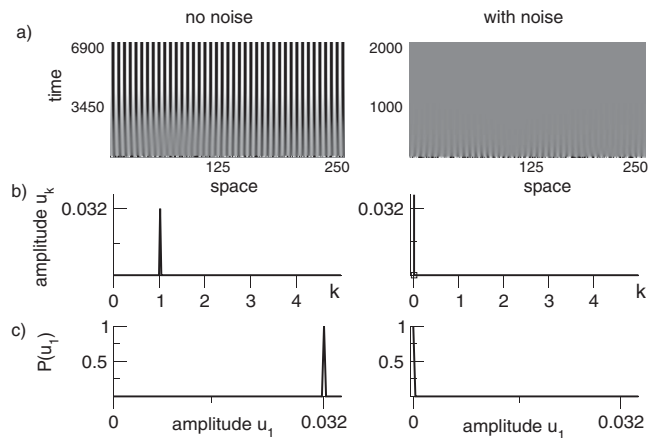 no noise
with noise
a)
time
6900
3450
125
250
space
2000
1000
125
250
space
b)
amplitude u_k
0.032
0
1
2
3
4
k
0.032
0
1
2
3
4
k
c)
P(u_1)
1
0.5
0
amplitude u_1
0.032
1
0.5
0
amplitude u_1
0.032